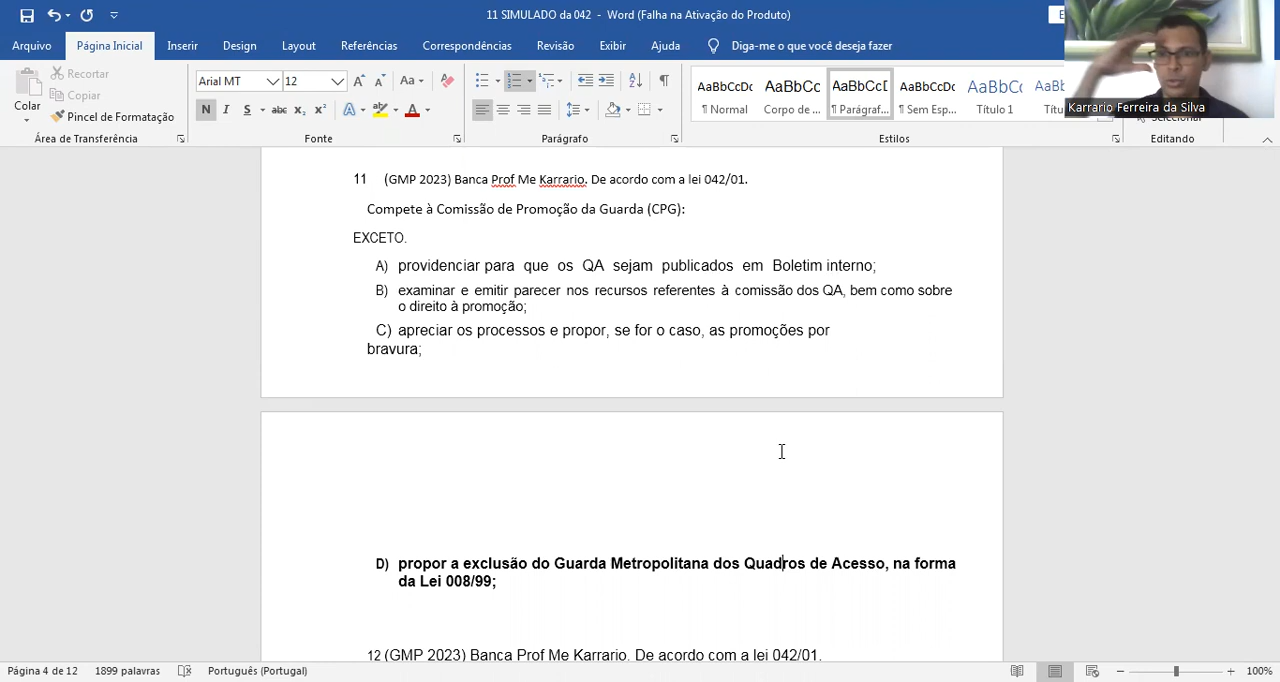 11 SIMULADO da 042 - Word (Falha na Ativação do Produto)
Arquivo Página Inicial Inserir Design Layout Referências Correspondências Revisão Exibir Ajuda Diga-me o que você deseja fazer
Colar
Recortar
Copiar
Pincel de Formatação
Área de Transferência
Arial MT 12
N I S abc x₂ x²
Fonte
Parágrafo
AaBbCcDc AaBbCc AaBbCcD AaBbCcDc AaBbCc
¶ Normal Corpo de ... ¶ Parágraf... ¶ Sem Esp... Título 1
Estilos
Editando
Karrario Ferreira da Silva
11 (GMP 2023) Banca Prof Me Karrario. De acordo com a lei 042/01.
Compete à Comissão de Promoção da Guarda (CPG):
EXCETO.
A) providenciar para que os QA sejam publicados em Boletim interno;
B) examinar e emitir parecer nos recursos referentes à comissão dos QA, bem como sobre
o direito à promoção;
C) apreciar os processos e propor, se for o caso, as promoções por
bravura;
D) propor a exclusão do Guarda Metropolitana dos Quadros de Acesso, na forma
da Lei 008/99;
12 (GMP 2023) Banca Prof Me Karrario. De acordo com a lei 042/01.
Página 4 de 12 1899 palavras Português (Portugal) 100%